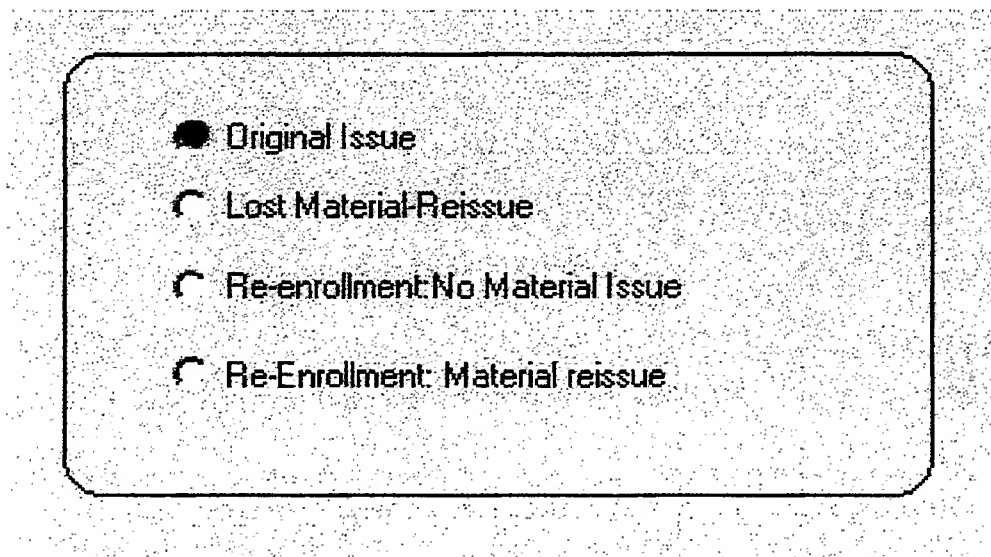 Original Issue
Lost Material-Reissue
Re-enrollment:No Material Issue
Re-Enrollment: Material reissue